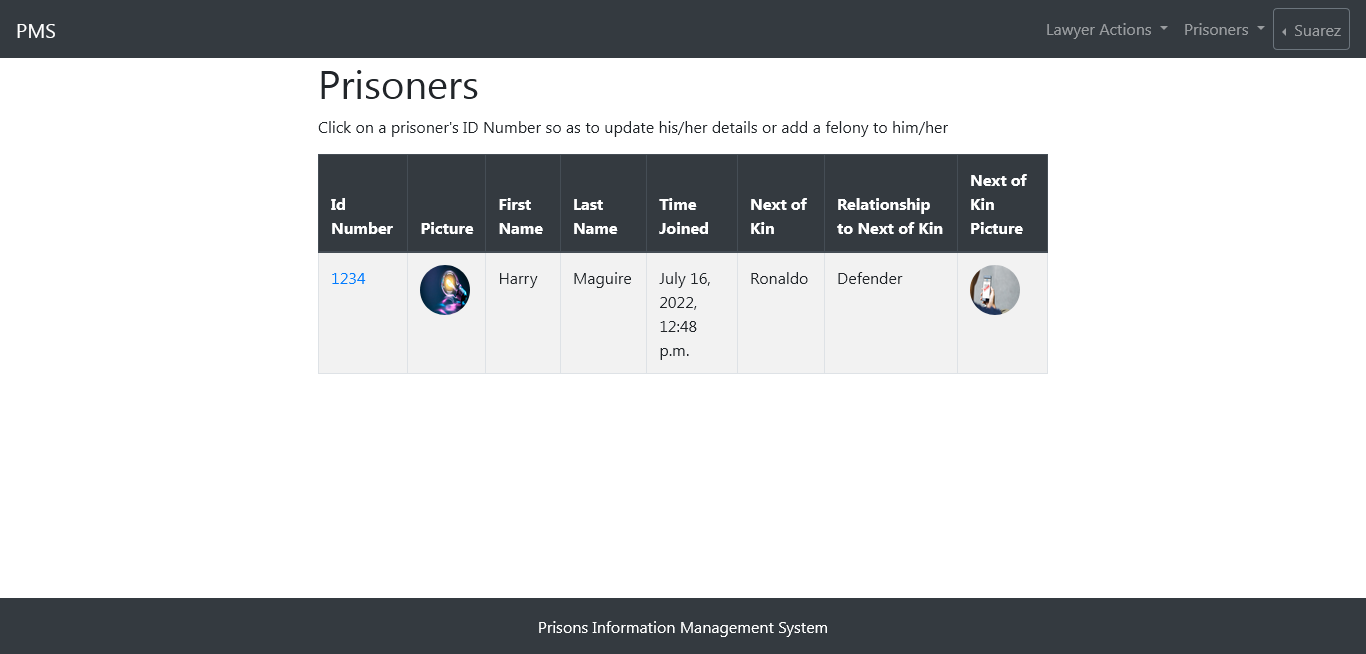 PMS
Lawyer Actions
Prisoners
Suarez
Prisoners
Click on a prisoner's ID Number so as to update his/her details or add a felony to him/her
Id Number
Picture
First Name
Last Name
Time Joined
Next of Kin
Relationship to Next of Kin
Next of Kin Picture
1234
Harry
Maguire
July 16, 2022, 12:48 p.m.
Ronaldo
Defender
Prisons Information Management System